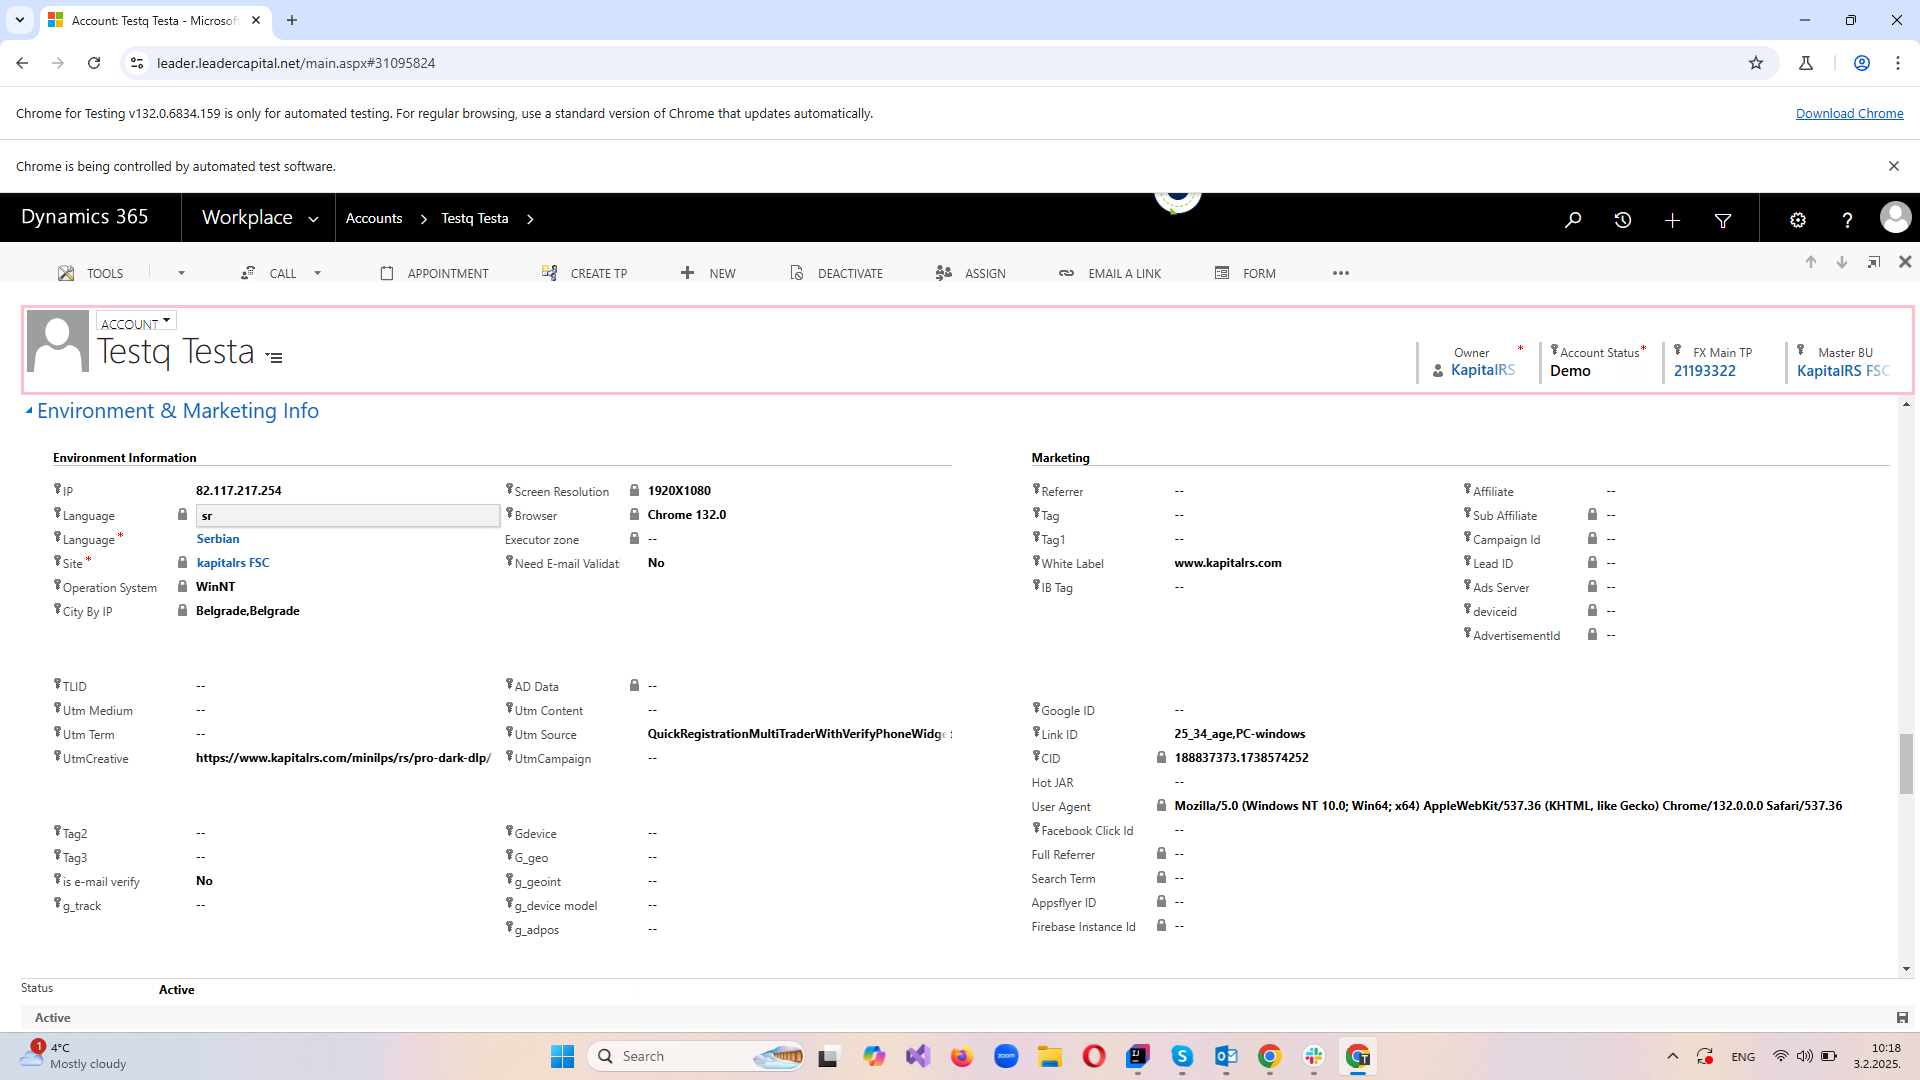 Account: Testq Testa - Microsof
leader.leadercapital.net/main.aspx#31095824
Chrome for Testing v132.0.6834.159 is only for automated testing. For regular browsing, use a standard version of Chrome that updates automatically.
Download Chrome
Chrome is being controlled by automated test software.
Dynamics 365
Workplace
Accounts
Testq Testa
TOOLS
CALL
APPOINTMENT
CREATE TP
NEW
DEACTIVATE
ASSIGN
EMAIL A LINK
FORM
ACCOUNT
Testq Testa
Owner *
KapitalRS
Account Status *
Demo
FX Main TP
21193322
Master BU
KapitalRS FSC
Environment & Marketing Info
Environment Information
IP 82.117.217.254
Language sr
Language * Serbian
Site * kapitalrs FSC
Operation System WinNT
City By IP Belgrade,Belgrade
Screen Resolution 1920X1080
Browser Chrome 132.0
Executor zone --
Need E-mail Validat No
TLID --
Utm Medium --
Utm Term --
UtmCreative https://www.kapitalrs.com/minilps/rs/pro-dark-dlp/
AD Data --
Utm Content --
Utm Source QuickRegistrationMultiTraderWithVerifyPhoneWidge
UtmCampaign --
Tag2 --
Tag3 --
is e-mail verify No
g_track --
Gdevice --
G_geo --
g_geoint --
g_device model --
g_adpos --
Marketing
Referrer --
Tag --
Tag1 --
White Label www.kapitalrs.com
IB Tag --
Affiliate --
Sub Affiliate --
Campaign Id --
Lead ID --
Ads Server --
deviceid --
AdvertisementId --
Google ID --
Link ID 25_34_age,PC-windows
CID 188837373.1738574252
Hot JAR --
User Agent Mozilla/5.0 (Windows NT 10.0; Win64; x64) AppleWebKit/537.36 (KHTML, like Gecko) Chrome/132.0.0.0 Safari/537.36
Facebook Click Id --
Full Referrer --
Search Term --
Appsflyer ID --
Firebase Instance Id --
Status Active
Active
1
4°C
Mostly cloudy
Search
zoom
ENG
10:18
3.2.2025.